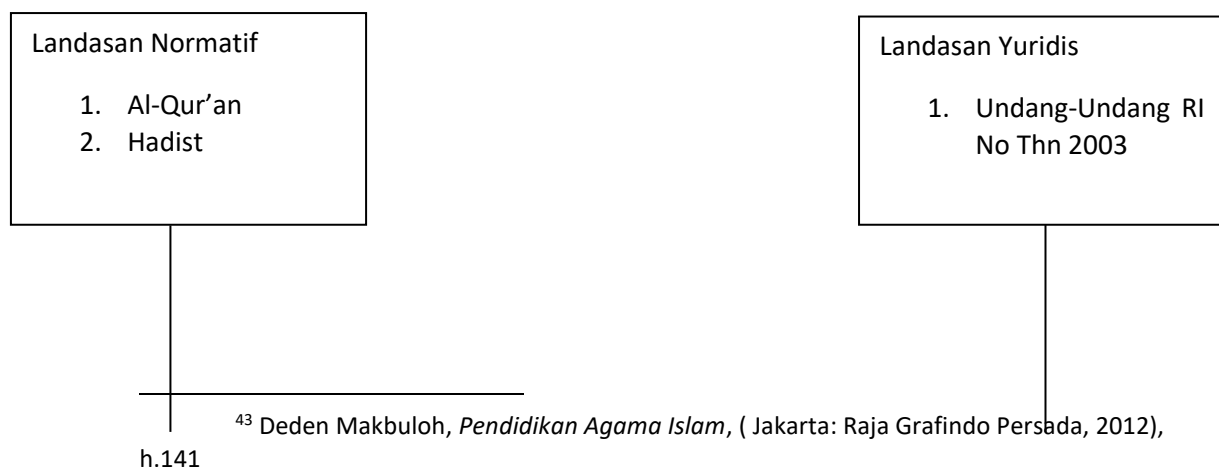 Landasan Normatif
1. Al-Qur’an
2. Hadist
Landasan Yuridis
1. Undang-Undang RI
No Thn 2003
43 Deden Makbuloh, Pendidikan Agama Islam, ( Jakarta: Raja Grafindo Persada, 2012),
h.141